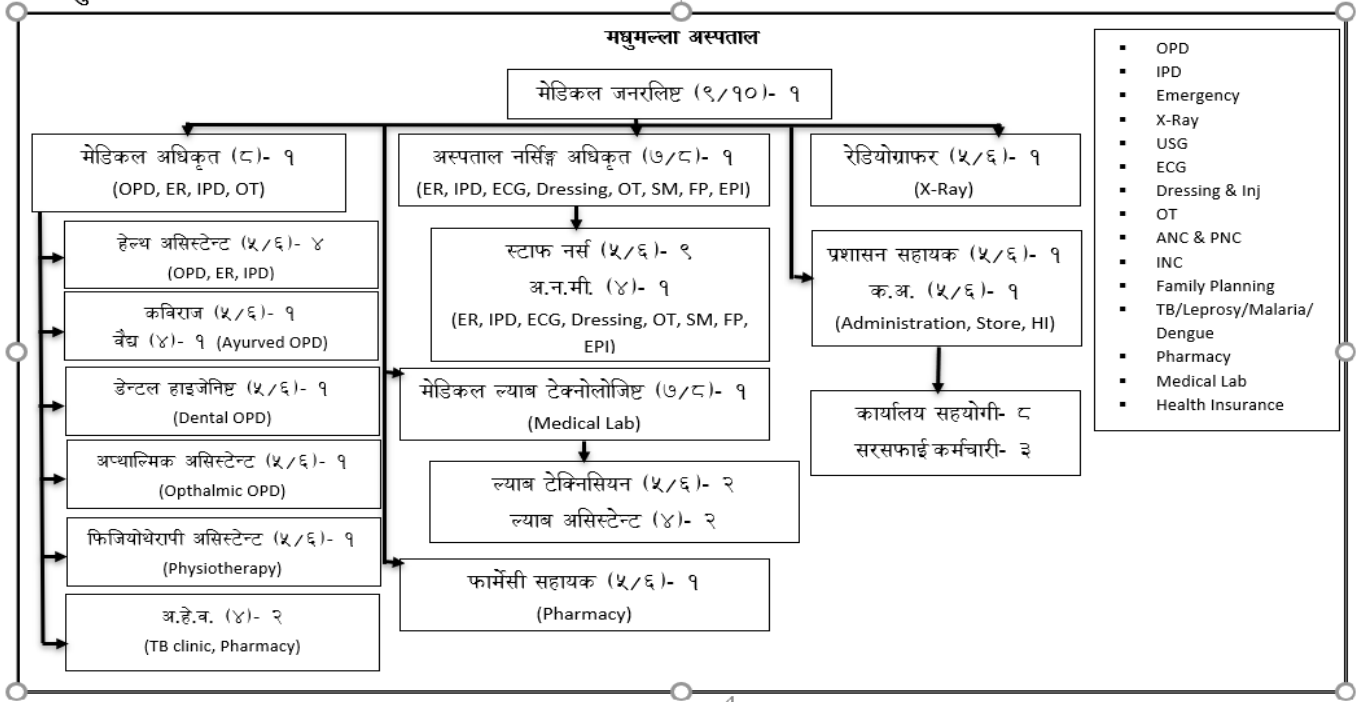 मधुमल्ला अस्पताल
मेडिकल जनरलिष्ट (९/१०)- १
मेडिकल अधिकृत (८)- १
(OPD, ER, IPD, OT)
हेल्थ असिस्टेन्ट (५/६)- ४
(OPD, ER, IPD)
कविराज (५/६)- १
वैद्य (४)- १ (Ayurved OPD)
डेन्टल हाइजेनिष्ट (५/६)- १
(Dental OPD)
अप्थाल्मिक असिस्टेन्ट (५/६)- १
(Opthalmic OPD)
फिजियोथेरापी असिस्टेन्ट (५/६)- १
(Physiotherapy)
अ.हे.व. (४)- २
(TB clinic, Pharmacy)
अस्पताल नर्सिङ्ग अधिकृत (७/८)- १
(ER, IPD, ECG, Dressing, OT, SM, FP, EPI)
स्टाफ नर्स (५/६)- ९
अ.न.मी. (४)- १
(ER, IPD, ECG, Dressing, OT, SM, FP,
EPI)
मेडिकल ल्याब टेक्नोलोजिष्ट (७/८)- १
(Medical Lab)
ल्याब टेक्निसियन (५/६)- २
ल्याब असिस्टेन्ट (४)- २
फार्मेसी सहायक (५/६)- १
(Pharmacy)
रेडियोग्राफर (५/६)- १
(X-Ray)
प्रशासन सहायक (५/६)- १
क.अ. (५/६)- १
(Administration, Store, HI)
कार्यालय सहयोगी- ८
सरसफाई कर्मचारी- ३
OPD
IPD
Emergency
X-Ray
USG
ECG
Dressing & Inj
OT
ANC & PNC
INC
Family Planning
TB/Leprosy/Malaria/
Dengue
Pharmacy
Medical Lab
Health Insurance